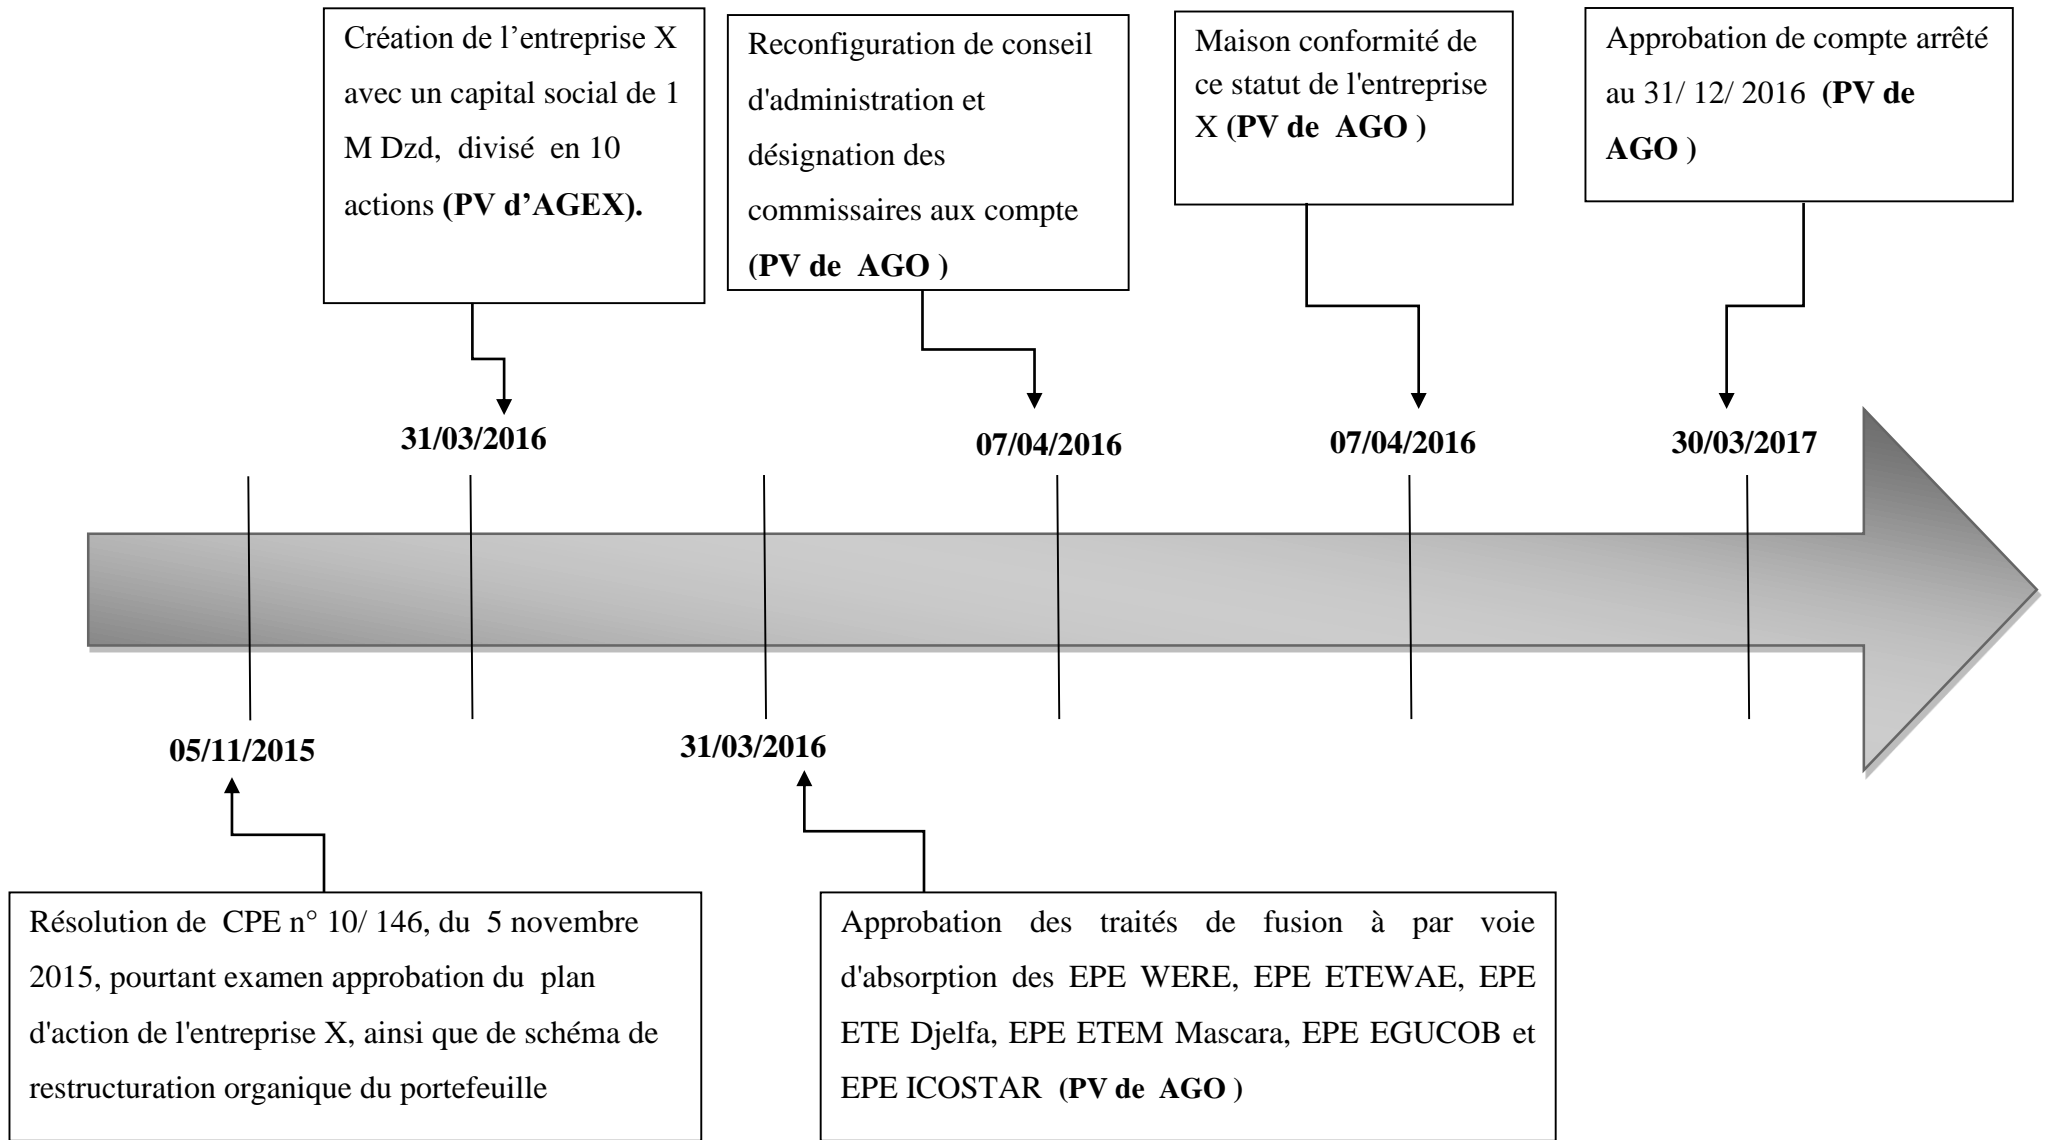 Création de l’entreprise X
avec un capital social de 1
M Dzd, divisé en 10
actions (PV d’AGEX).
Reconfiguration de conseil
d'administration et
désignation des
commissaires aux compte
(PV de AGO )
Maison conformité de
ce statut de l'entreprise
X (PV de AGO )
Approbation de compte arrêté
au 31/ 12/ 2016 (PV de
AGO )
31/03/2016
07/04/2016
07/04/2016
30/03/2017
05/11/2015
31/03/2016
Résolution de CPE n° 10/ 146, du 5 novembre
2015, pourtant examen approbation du plan
d'action de l'entreprise X, ainsi que de schéma de
restructuration organique du portefeuille
Approbation des traités de fusion à par voie
d'absorption des EPE WERE, EPE ETEWAE, EPE
ETE Djelfa, EPE ETEM Mascara, EPE EGUCOB et
EPE ICOSTAR (PV de AGO )